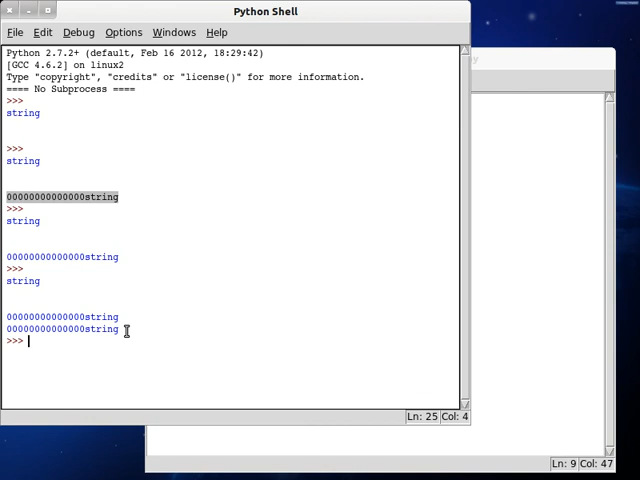 Python Shell
File Edit Debug Options Windows Help
Python 2.7.2+ (default, Feb 16 2012, 18:29:42)
[GCC 4.6.2] on linux2
Type "copyright", "credits" or "license()" for more information.
==== No Subprocess ====
>>>
string
>>>
string
00000000000000string
>>>
string
00000000000000string
>>>
string
00000000000000string
00000000000000string
>>>
Ln: 25 Col: 4
Ln: 9 Col: 47